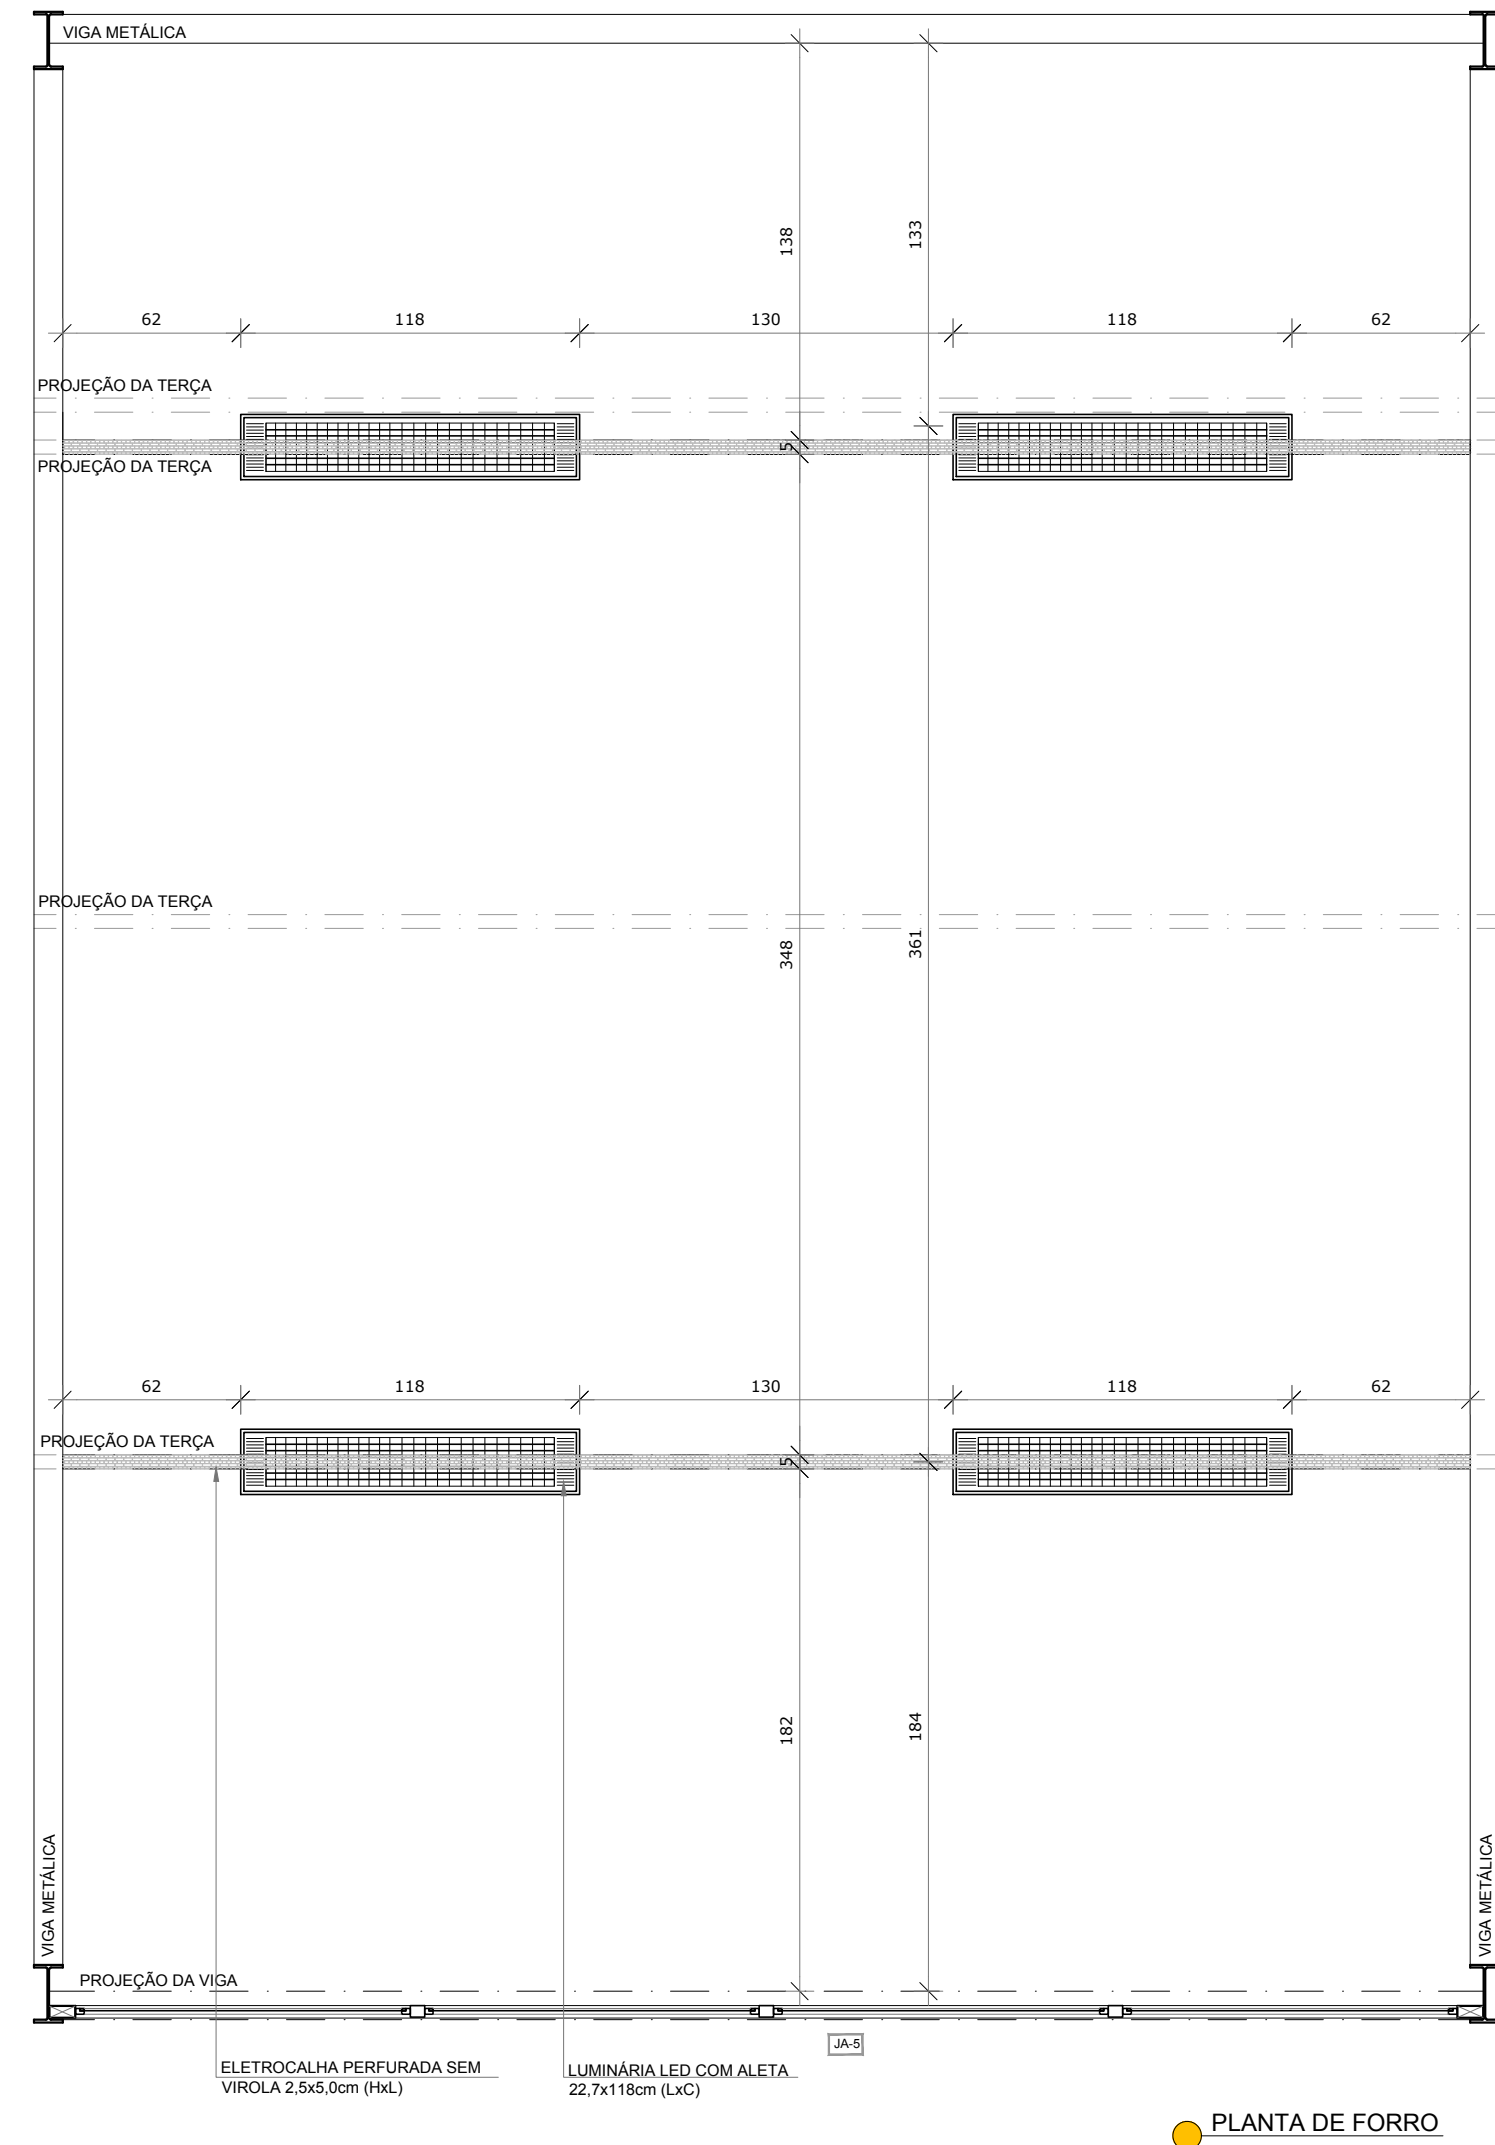 VIGA METÁLICA
138
133
62
118
130
118
62
PROJEÇÃO DA TERÇA
5
PROJEÇÃO DA TERÇA
PROJEÇÃO DA TERÇA
348
361
62
118
130
118
62
PROJEÇÃO DA TERÇA
5
182
184
VIGA METÁLICA
VIGA METÁLICA
PROJEÇÃO DA VIGA
JA-5
ELETROCALHA PERFURADA SEM
VIROLA 2,5x5,0cm (HxL)
LUMINÁRIA LED COM ALETA
22,7x118cm (LxC)
PLANTA DE FORRO